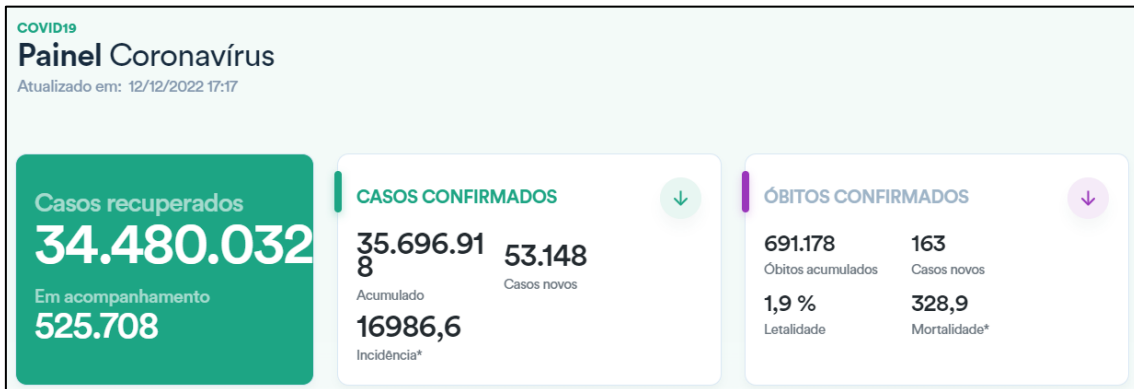 COVID19
Painel Coronavírus
Atualizado em: 12/12/2022 17:17
Casos recuperados
34.480.032
Em acompanhamento
525.708
CASOS CONFIRMADOS
35.696.91
8
Acumulado
53.148
Casos novos
16986,6
Incidência*
ÓBITOS CONFIRMADOS
691.178
Óbitos acumulados
163
Casos novos
1,9 %
Letalidade
328,9
Mortalidade*